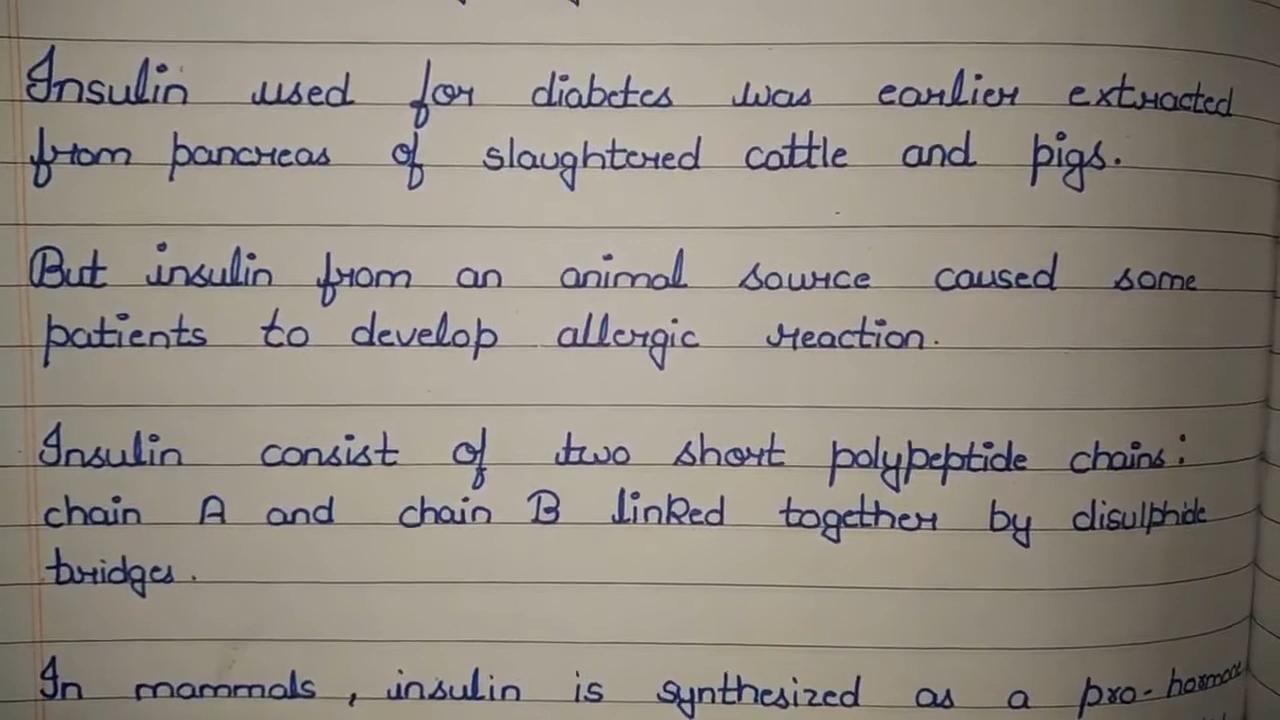 Insulin used for diabetes was earlier extracted
from pancreas of slaughtered cattle and pigs.
But insulin from an animal source caused some
patients to develop allergic reaction.
Insulin consist of two short polypeptide chains:
chain A and chain B linked together by disulphide
bridges.
In mammals, insulin is synthesized as a pro-hormone